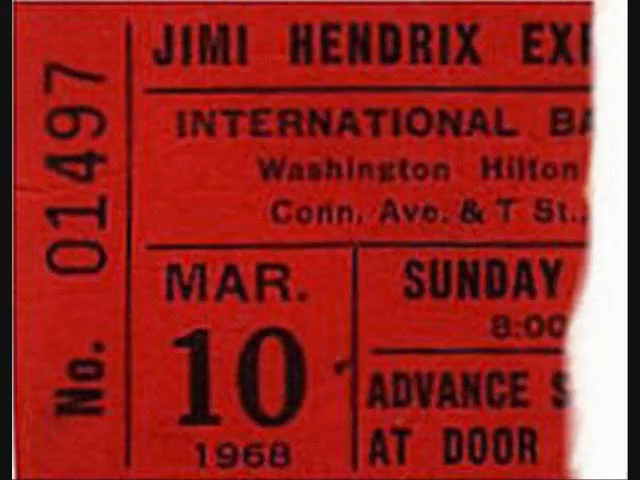 No. 01497
JIMI HENDRIX EX
INTERNATIONAL BA
Washington Hilton
Conn. Ave. & T St.,
MAR.
10
1968
SUNDAY
8:00
ADVANCE S
AT DOOR